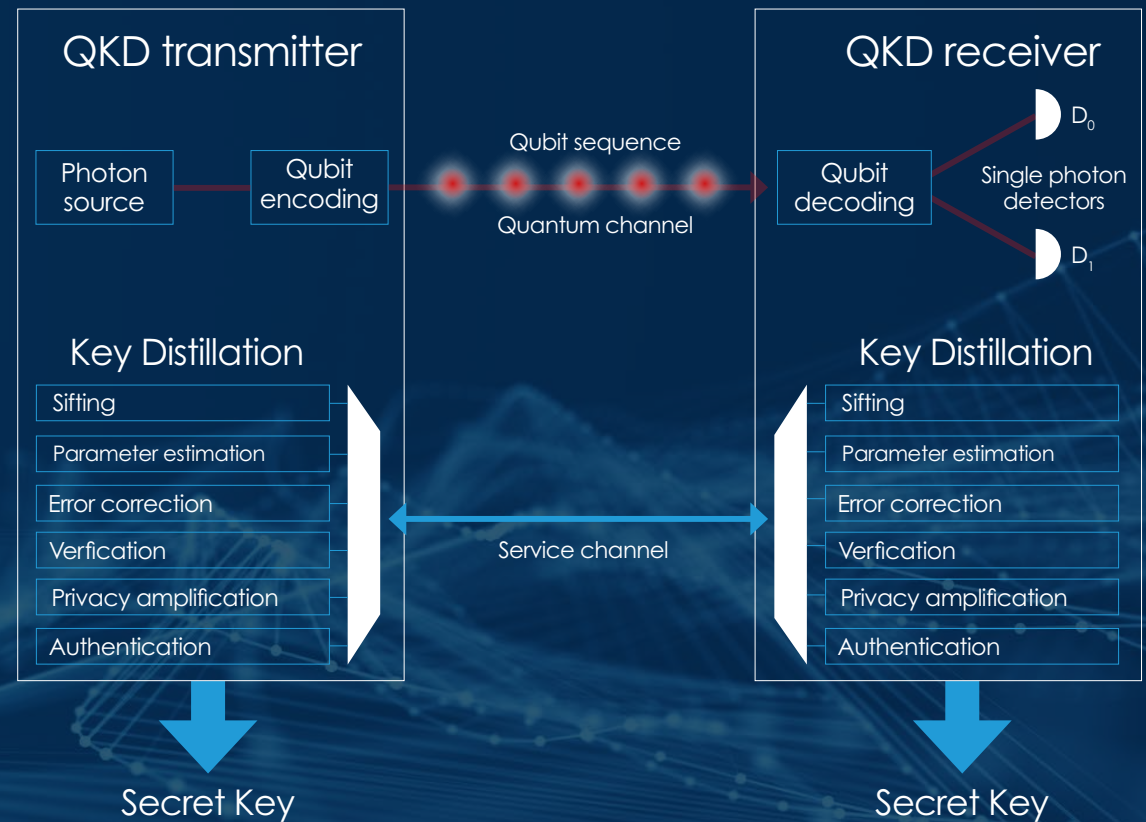 QKD transmitter
Photon
source
Qubit
encoding
Qubit sequence
Quantum channel
QKD receiver
Qubit
decoding
D0
Single photon
detectors
D1
Key Distillation
Sifting
Parameter estimation
Error correction
Verfication
Privacy amplification
Authentication
Service channel
Key Distillation
Sifting
Parameter estimation
Error correction
Verfication
Privacy amplification
Authentication
Secret Key
Secret Key